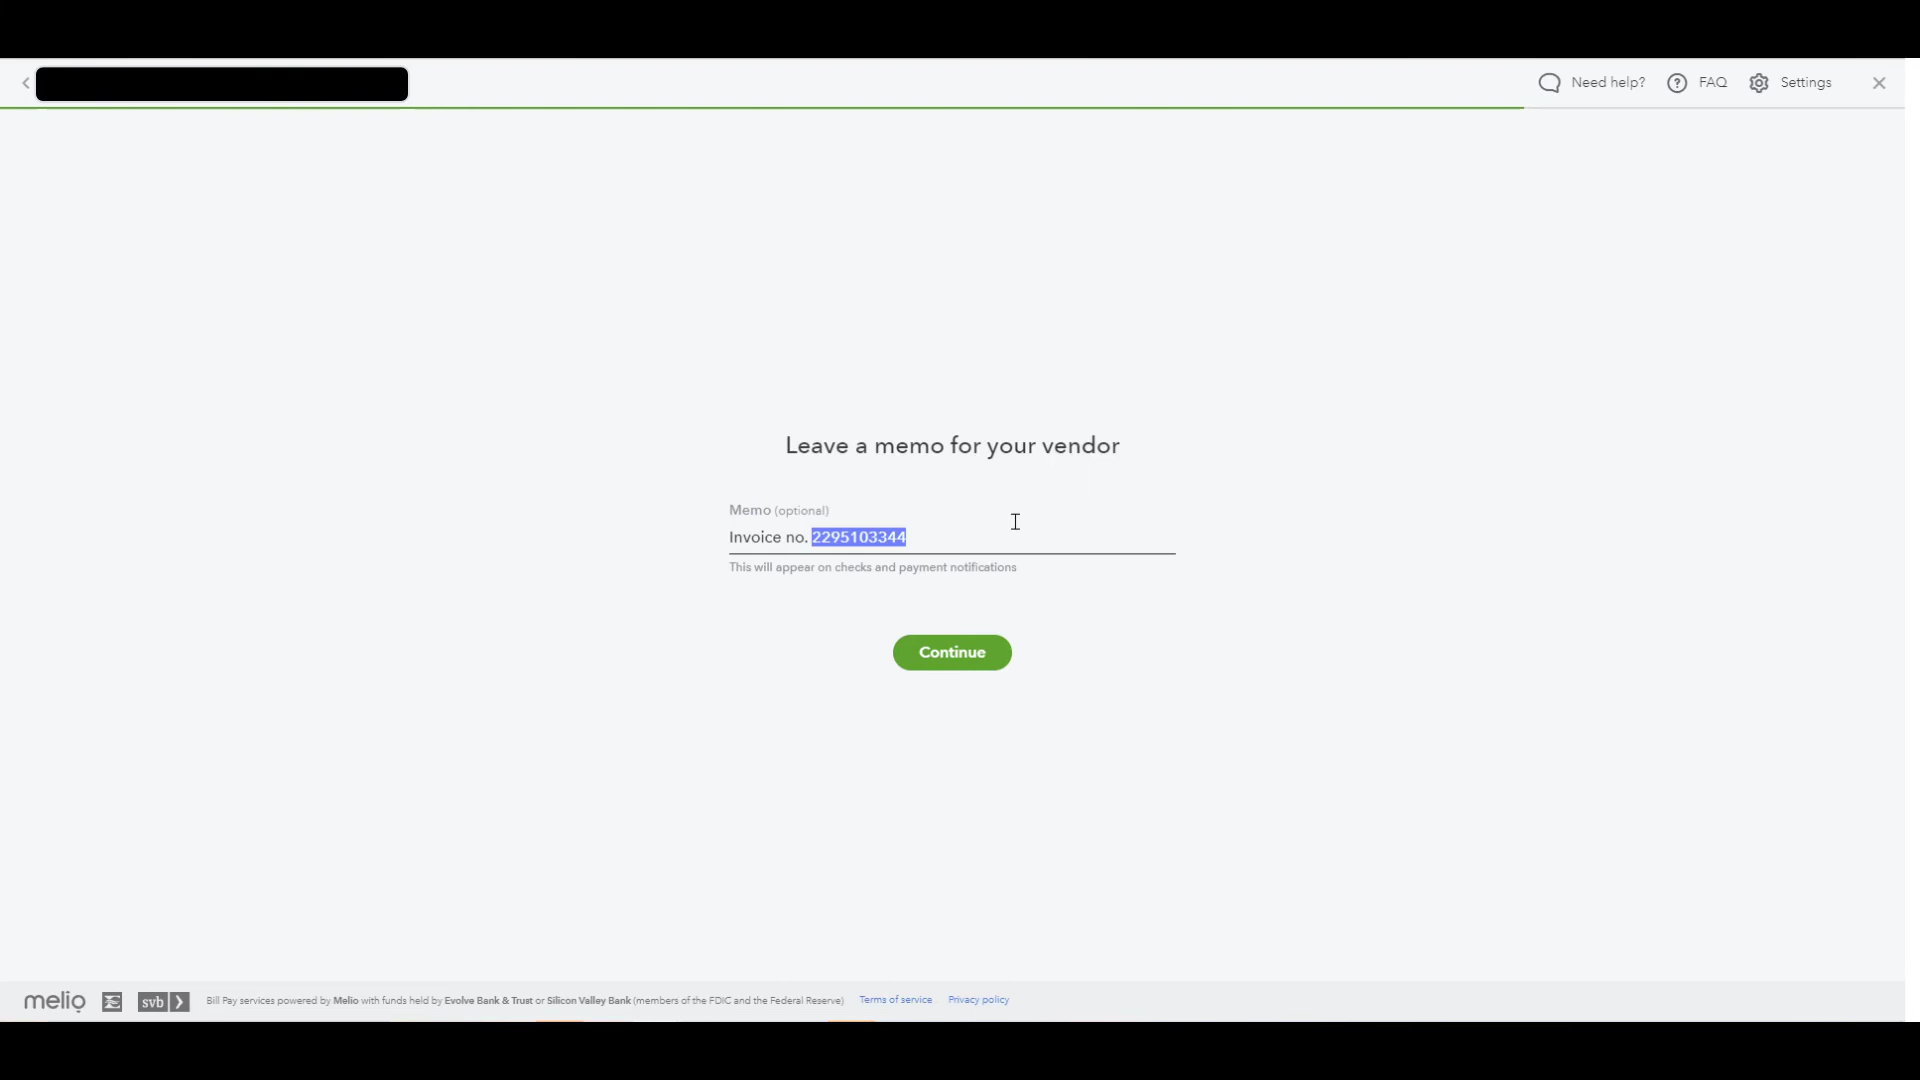 Need help?
FAQ
Settings
Leave a memo for your vendor
Memo (optional)
Invoice no. 2295103344
This will appear on checks and payment notifications
Continue
melio
svb
Bill Pay services powered by Melio with funds held by Evolve Bank & Trust or Silicon Valley Bank (members of the FDIC and the Federal Reserve)
Terms of service
Privacy policy